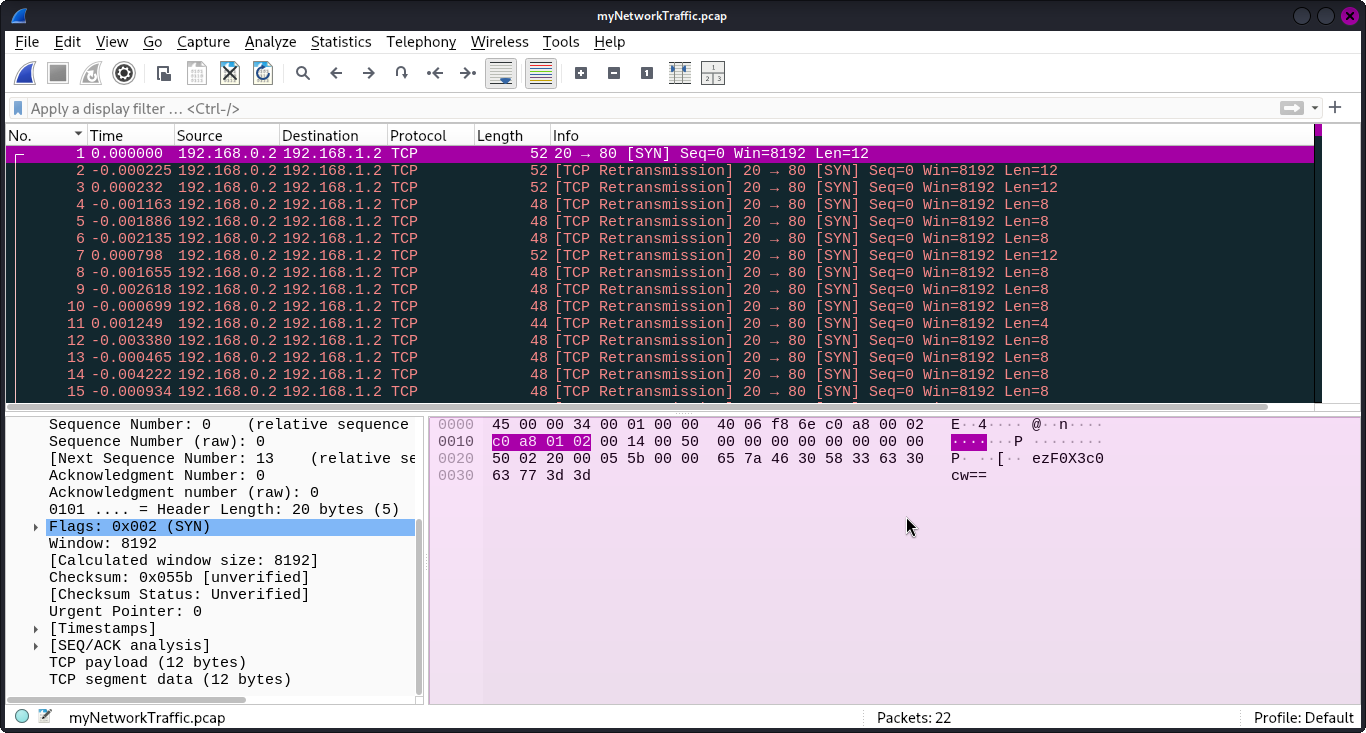 myNetworkTraffic.pcap
File Edit View Go Capture Analyze Statistics Telephony Wireless Tools Help
Apply a display filter … <Ctrl-/>
No. Time Source Destination Protocol Length Info
1 0.000000 192.168.0.2 192.168.1.2 TCP 52 20 → 80 [SYN] Seq=0 Win=8192 Len=12
2 -0.000225 192.168.0.2 192.168.1.2 TCP 52 [TCP Retransmission] 20 → 80 [SYN] Seq=0 Win=8192 Len=12
3 0.000232 192.168.0.2 192.168.1.2 TCP 52 [TCP Retransmission] 20 → 80 [SYN] Seq=0 Win=8192 Len=12
4 -0.001163 192.168.0.2 192.168.1.2 TCP 48 [TCP Retransmission] 20 → 80 [SYN] Seq=0 Win=8192 Len=8
5 -0.001886 192.168.0.2 192.168.1.2 TCP 48 [TCP Retransmission] 20 → 80 [SYN] Seq=0 Win=8192 Len=8
6 -0.002135 192.168.0.2 192.168.1.2 TCP 48 [TCP Retransmission] 20 → 80 [SYN] Seq=0 Win=8192 Len=8
7 0.000798 192.168.0.2 192.168.1.2 TCP 52 [TCP Retransmission] 20 → 80 [SYN] Seq=0 Win=8192 Len=12
8 -0.001655 192.168.0.2 192.168.1.2 TCP 48 [TCP Retransmission] 20 → 80 [SYN] Seq=0 Win=8192 Len=8
9 -0.002618 192.168.0.2 192.168.1.2 TCP 48 [TCP Retransmission] 20 → 80 [SYN] Seq=0 Win=8192 Len=8
10 -0.000699 192.168.0.2 192.168.1.2 TCP 48 [TCP Retransmission] 20 → 80 [SYN] Seq=0 Win=8192 Len=8
11 0.001249 192.168.0.2 192.168.1.2 TCP 44 [TCP Retransmission] 20 → 80 [SYN] Seq=0 Win=8192 Len=4
12 -0.003380 192.168.0.2 192.168.1.2 TCP 48 [TCP Retransmission] 20 → 80 [SYN] Seq=0 Win=8192 Len=8
13 -0.000465 192.168.0.2 192.168.1.2 TCP 48 [TCP Retransmission] 20 → 80 [SYN] Seq=0 Win=8192 Len=8
14 -0.004222 192.168.0.2 192.168.1.2 TCP 48 [TCP Retransmission] 20 → 80 [SYN] Seq=0 Win=8192 Len=8
15 -0.000934 192.168.0.2 192.168.1.2 TCP 48 [TCP Retransmission] 20 → 80 [SYN] Seq=0 Win=8192 Len=8
Sequence Number: 0 (relative sequence
Sequence Number (raw): 0
[Next Sequence Number: 13 (relative se
Acknowledgment Number: 0
Acknowledgment number (raw): 0
0101 .... = Header Length: 20 bytes (5)
Flags: 0x002 (SYN)
Window: 8192
[Calculated window size: 8192]
Checksum: 0x055b [unverified]
[Checksum Status: Unverified]
Urgent Pointer: 0
[Timestamps]
[SEQ/ACK analysis]
TCP payload (12 bytes)
TCP segment data (12 bytes)
0000 45 00 00 34 00 01 00 00 40 06 f8 6e c0 a8 00 02 E··4···· @··n····
0010 c0 a8 01 02 00 14 00 50 00 00 00 00 00 00 00 00 ·······P ········
0020 50 02 20 00 05 5b 00 00 65 7a 46 30 58 33 63 30 P· ··[·· ezF0X3c0
0030 63 77 3d 3d cw==
myNetworkTraffic.pcap Packets: 22 Profile: Default